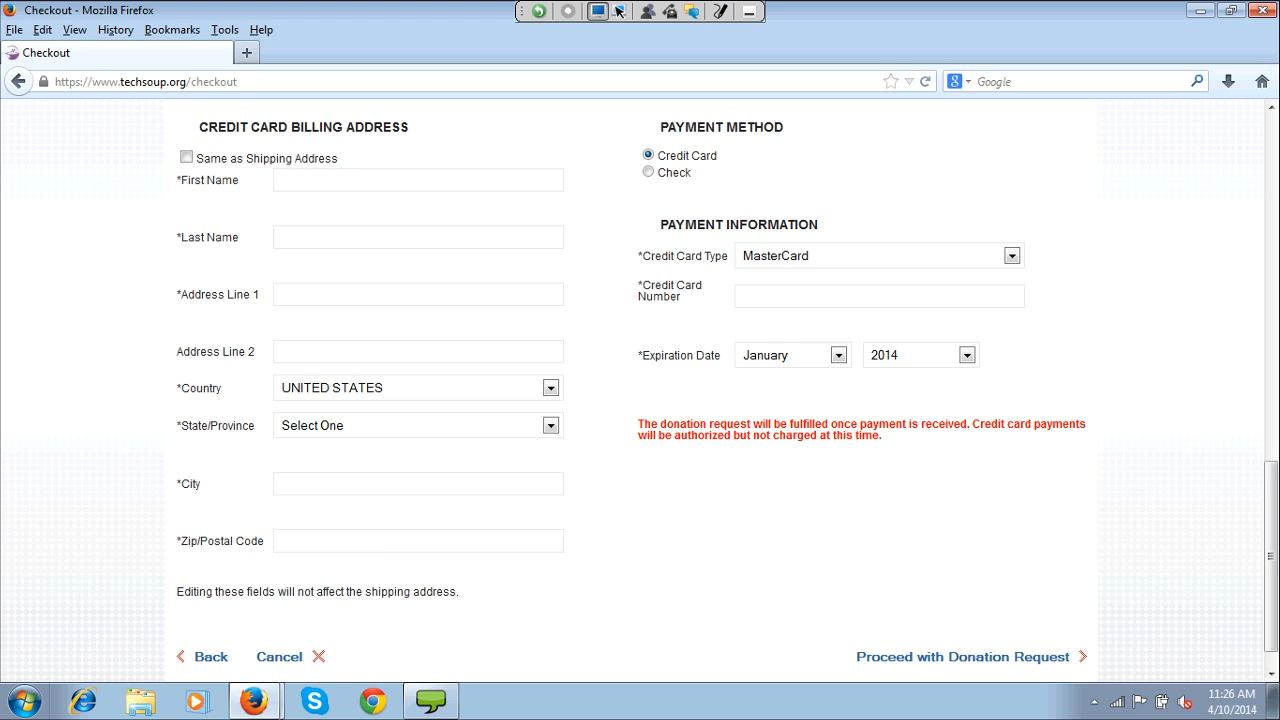 Checkout - Mozilla Firefox
File Edit View History Bookmarks Tools Help
Checkout
https://www.techsoup.org/checkout
Google
CREDIT CARD BILLING ADDRESS
Same as Shipping Address
*First Name
*Last Name
*Address Line 1
Address Line 2
*Country UNITED STATES
*State/Province Select One
*City
*Zip/Postal Code
Editing these fields will not affect the shipping address.
PAYMENT METHOD
Credit Card
Check
PAYMENT INFORMATION
*Credit Card Type MasterCard
*Credit Card
Number
*Expiration Date January 2014
The donation request will be fulfilled once payment is received. Credit card payments
will be authorized but not charged at this time.
Back Cancel Proceed with Donation Request
11:26 AM
4/10/2014